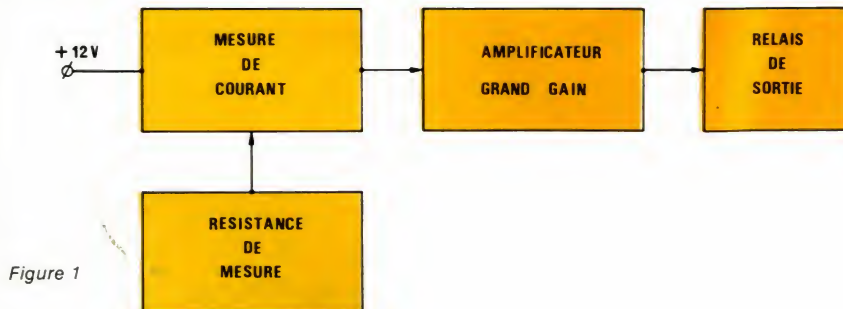 + 12V
MESURE
DE
COURANT
AMPLIFICATEUR
GRAND GAIN
RELAIS
DE
SORTIE
RESISTANCE
DE
MESURE
Figure 1